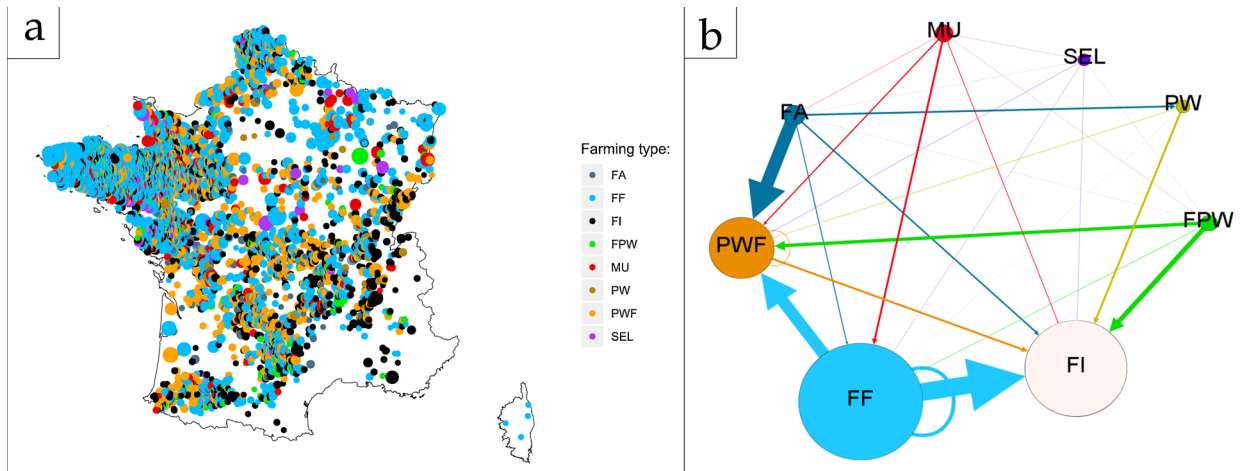 a
Farming type:
FA
FF
FI
FPW
MU
PW
PWF
SEL
b
MU
SEL
FA
PW
FPW
PWF
FI
FF